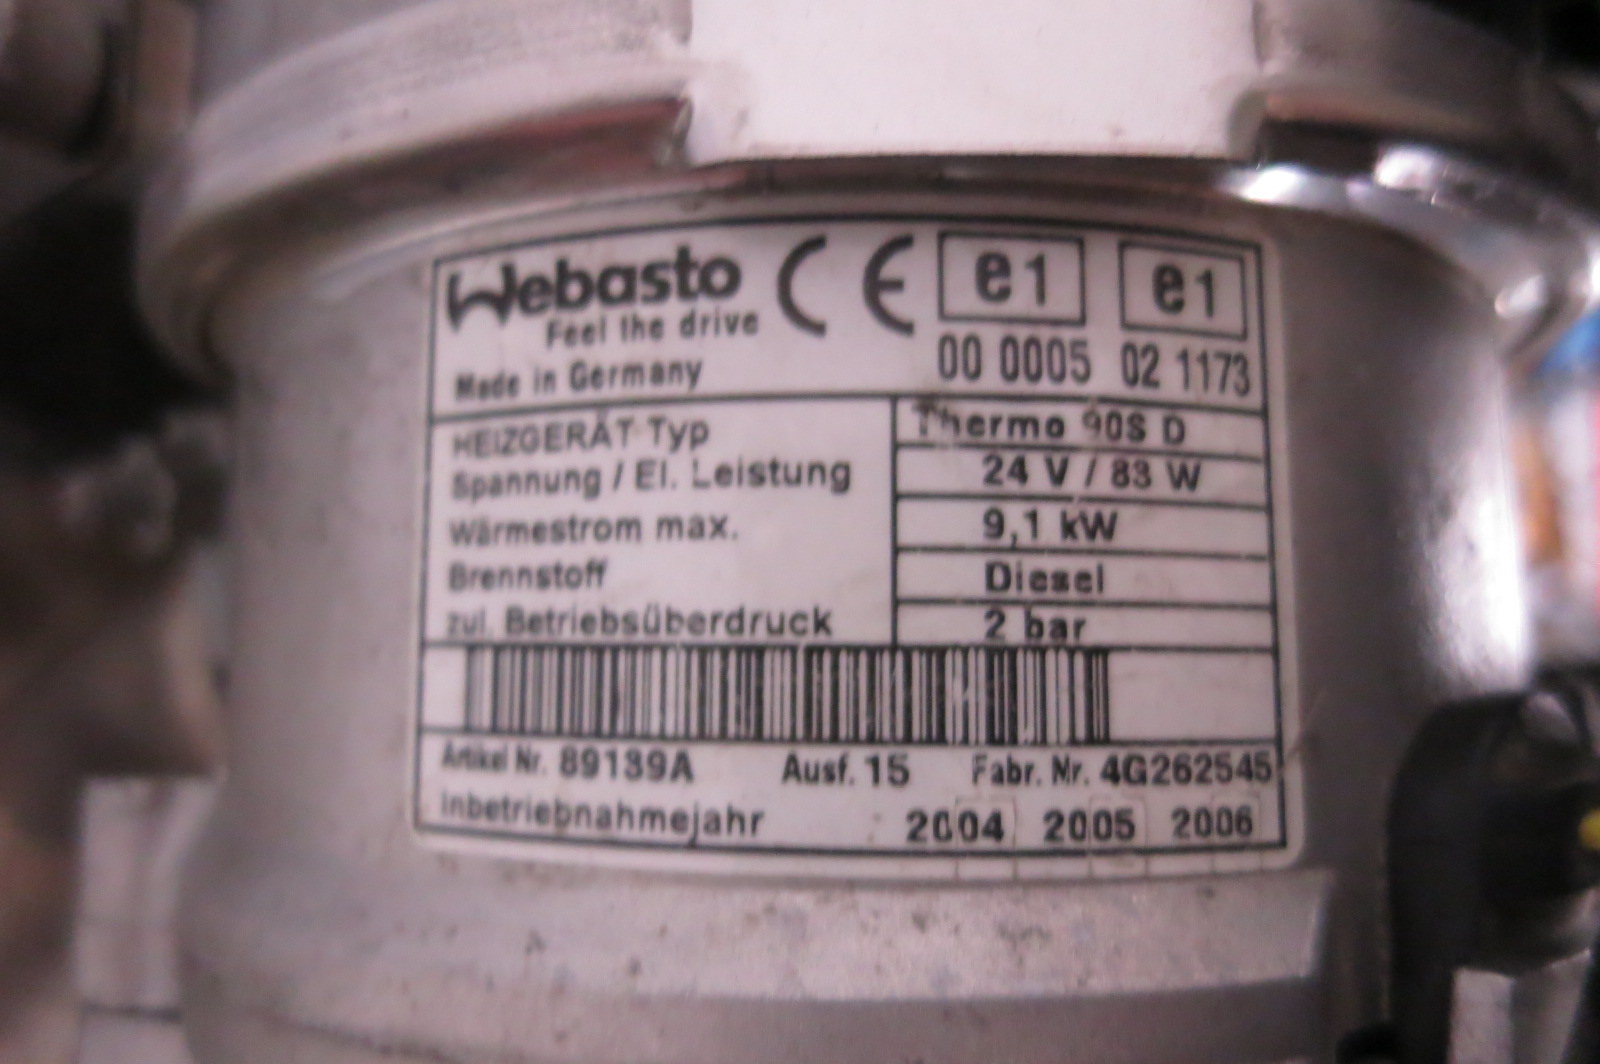 Webasto CE e1 e1
Feel the drive
Made in Germany 00 0005 02 1173
HEIZGERÄT Typ Thermo 90S D
Spannung / El. Leistung 24 V / 83 W
Wärmestrom max. 9,1 kW
Brennstoff Diesel
zul. Betriebsüberdruck 2 bar
Artikel Nr. 89139A Ausf. 15 Fabr. Nr. 4G262545
Inbetriebnahmejahr 2004 2005 2006